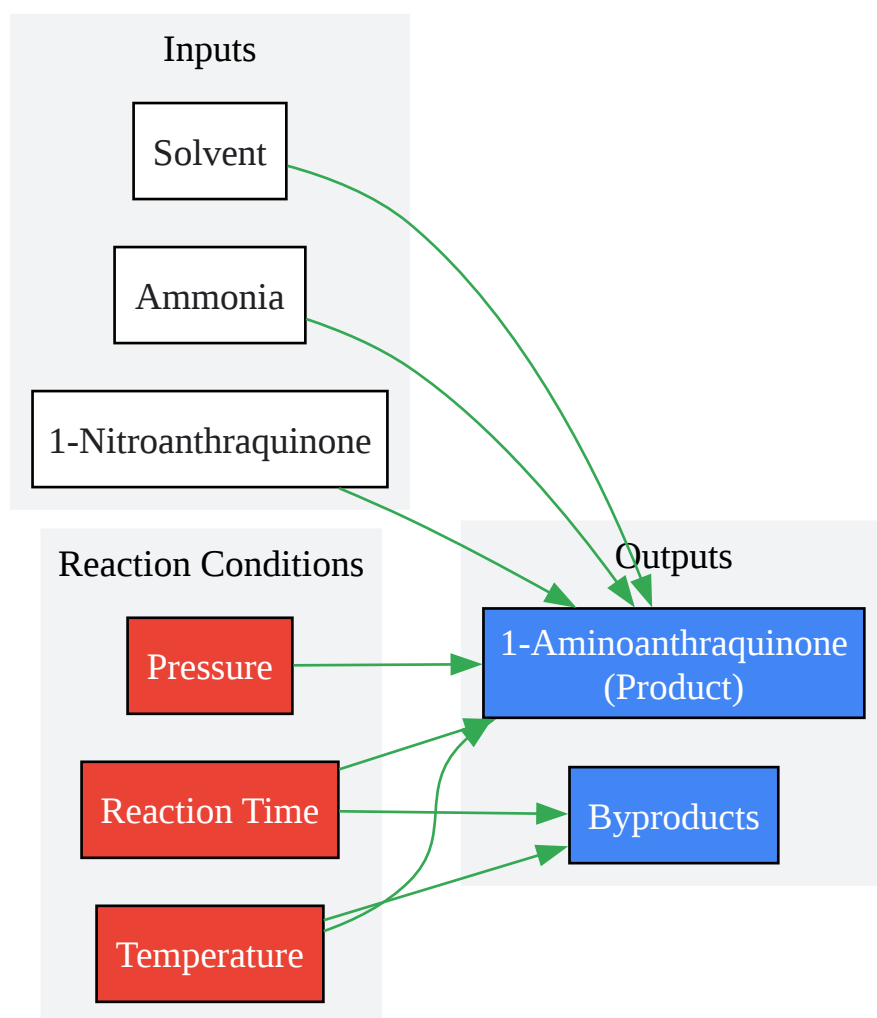 Inputs
Solvent
Ammonia
1-Nitroanthraquinone
Reaction Conditions
Pressure
Reaction Time
Temperature
Outputs
1-Aminoanthraquinone
(Product)
Byproducts